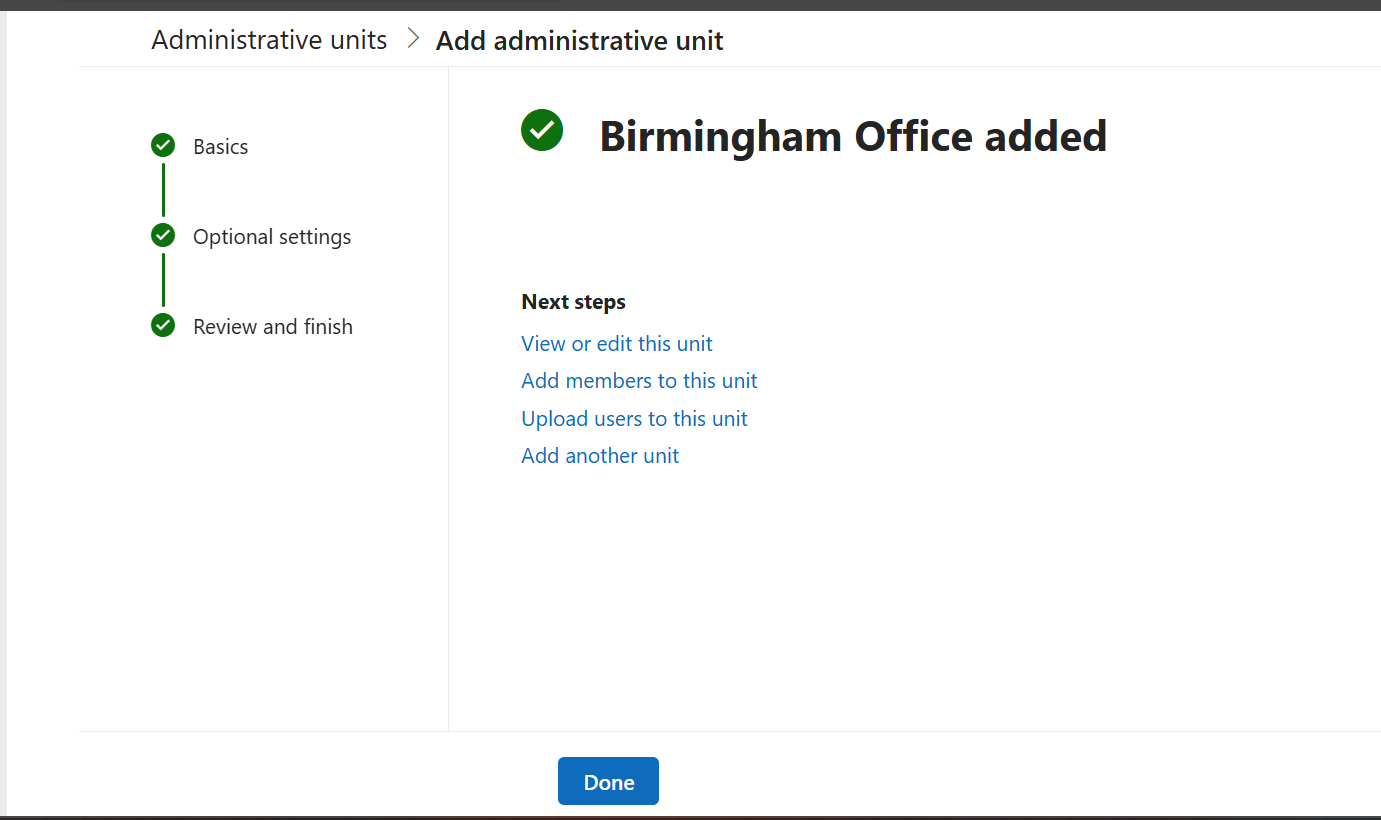 Administrative units > Add administrative unit
Basics
Optional settings
Review and finish
Birmingham Office added
Next steps
View or edit this unit
Add members to this unit
Upload users to this unit
Add another unit
Done